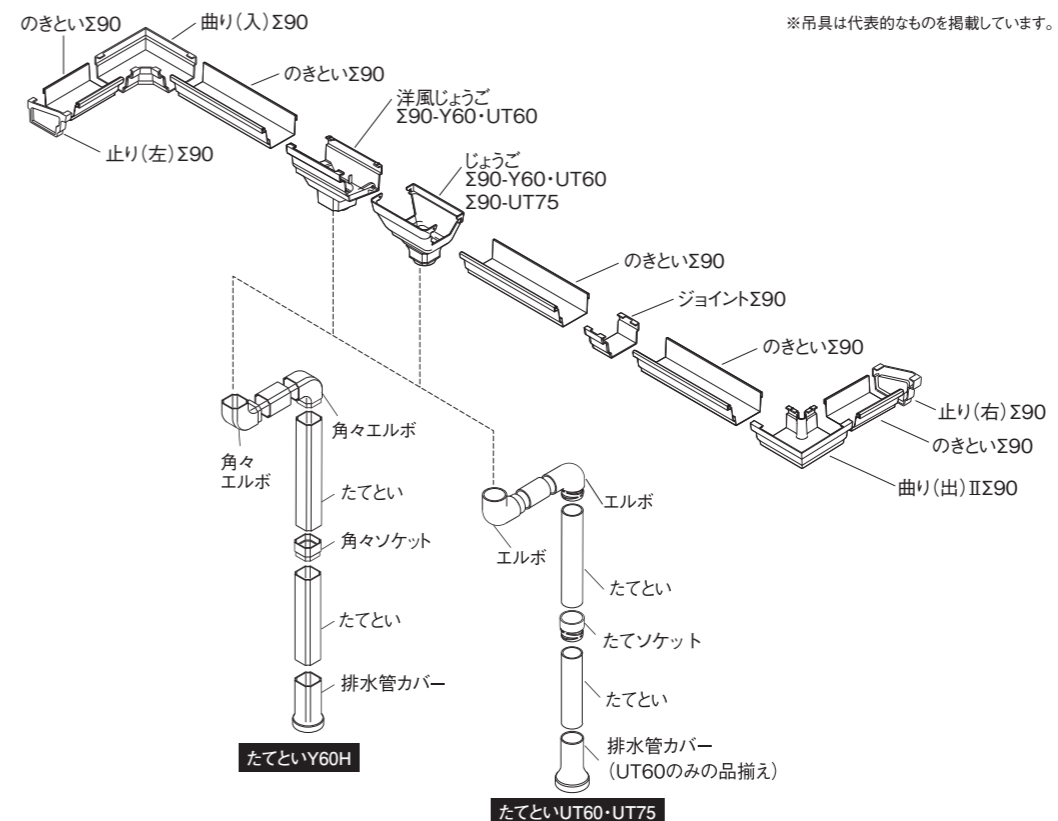 のきといΣ90
曲り(入)Σ90
※吊具は代表的なものを掲載しています。
のきといΣ90
洋風じょうご
Σ90-Y60・UT60
止り(左)Σ90
じょうご
Σ90-Y60・UT60
Σ90-UT75
のきといΣ90
ジョイントΣ90
のきといΣ90
止り(右)Σ90
のきといΣ90
曲り(出)ⅡΣ90
角々エルボ
角々
エルボ
たてとい
角々ソケット
たてとい
排水管カバー
たてといY60H
エルボ
エルボ
たてとい
たてソケット
たてとい
排水管カバー
(UT60のみの品揃え)
たてといUT60・UT75